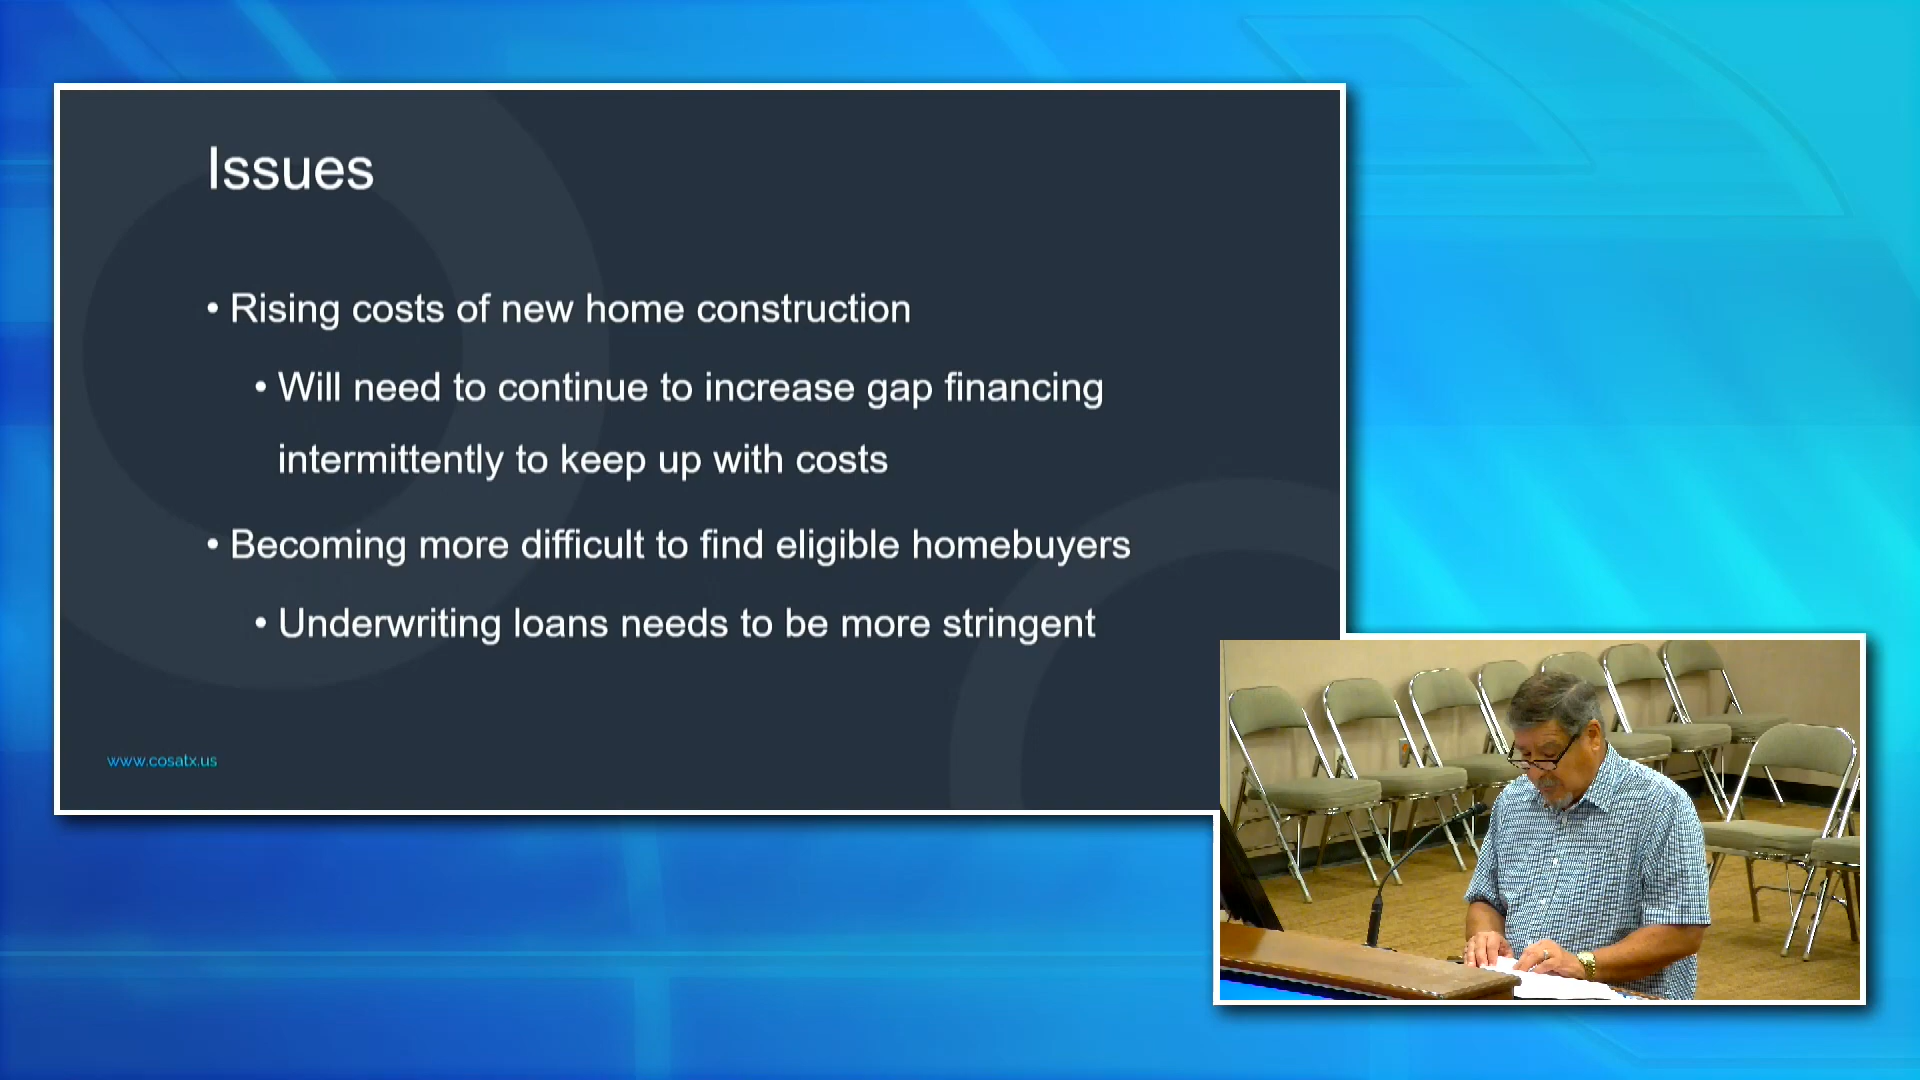 Issues
• Rising costs of new home construction
• Will need to continue to increase gap financing
intermittently to keep up with costs
• Becoming more difficult to find eligible homebuyers
• Underwriting loans needs to be more stringent
www.cosatx.us